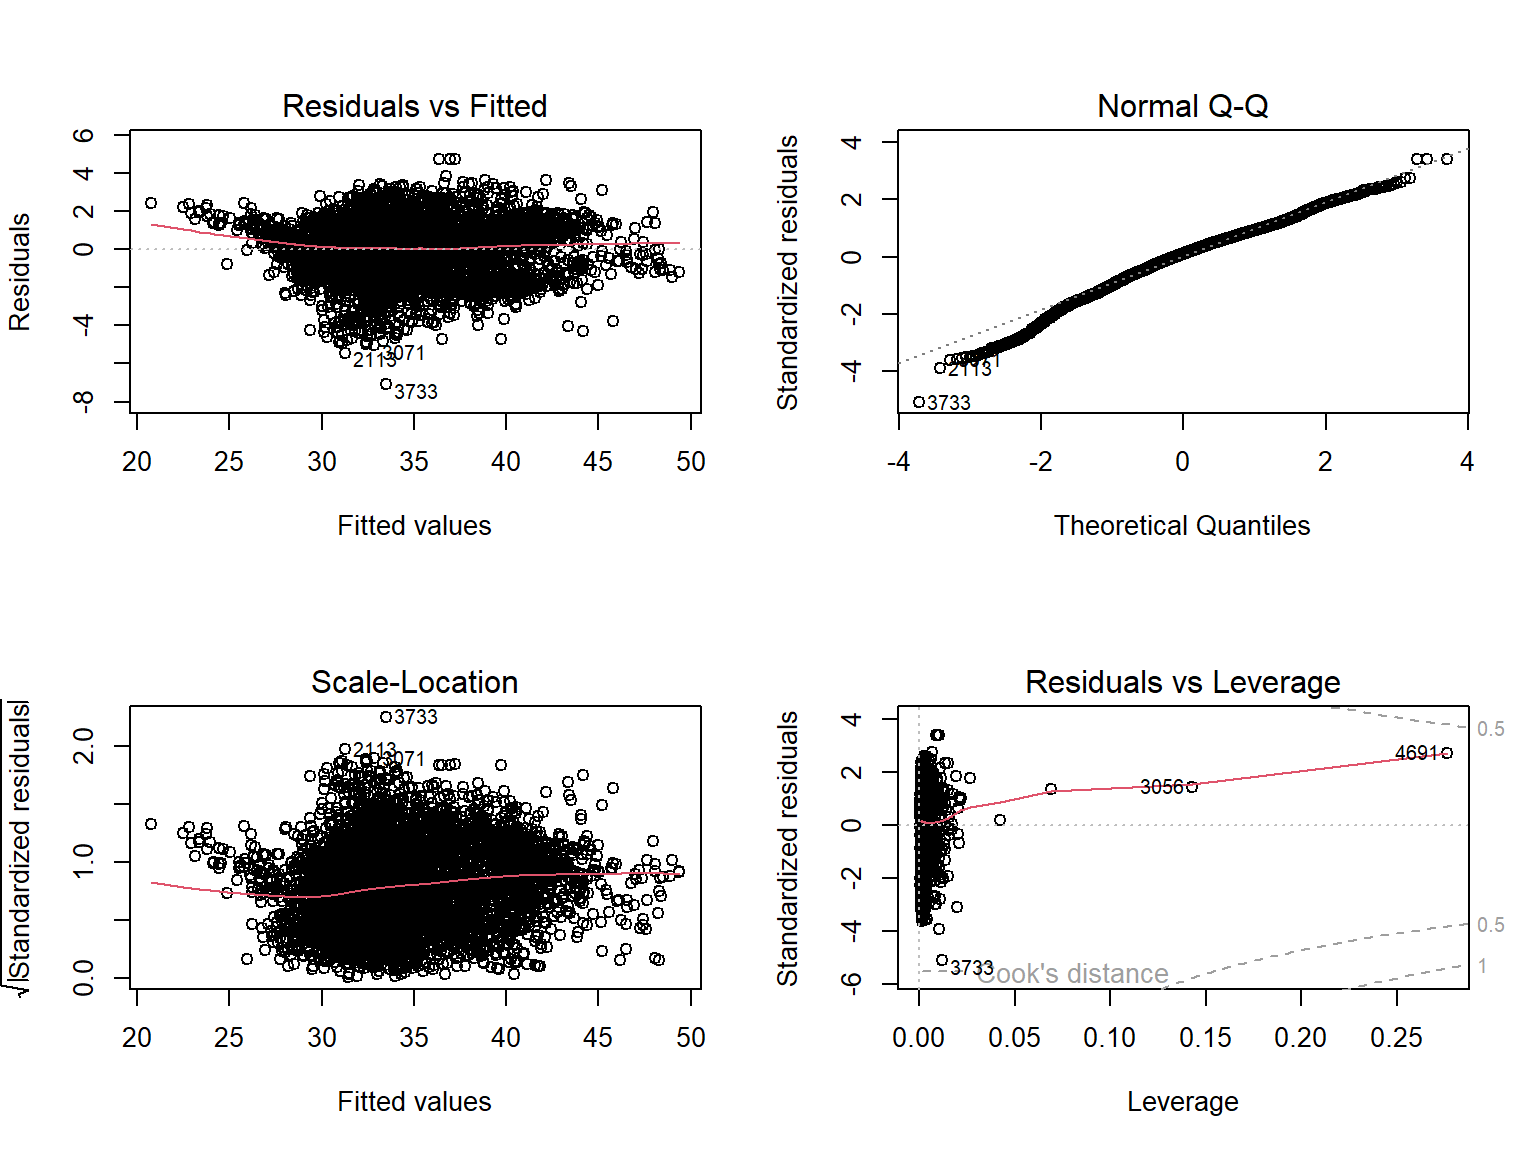 Residuals vs Fitted
Residuals
6
4
2
0
-4
-8
3071
2113
3733
20 25 30 35 40 45 50
Fitted values
Normal Q-Q
Standardized residuals
4
2
0
-2
-4
3071
2113
3733
-4 -2 0 2 4
Theoretical Quantiles
Scale-Location
√|Standardized residuals|
2.0
1.0
0.0
3733
2113
3071
20 25 30 35 40 45 50
Fitted values
Residuals vs Leverage
Standardized residuals
4
2
0
-2
-4
-6
0.5
4691
3056
0.5
1
3733
Cook's distance
0.00 0.05 0.10 0.15 0.20 0.25
Leverage